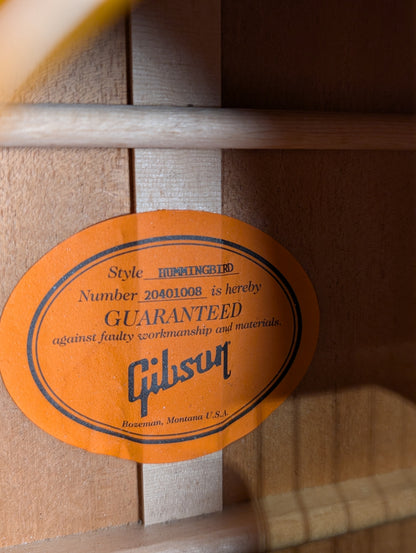 Style HUMMINGBIRD
Number 20401008 is hereby
GUARANTEED
against faulty workmanship and materials.
Gibson
Bozeman, Montana U.S.A.